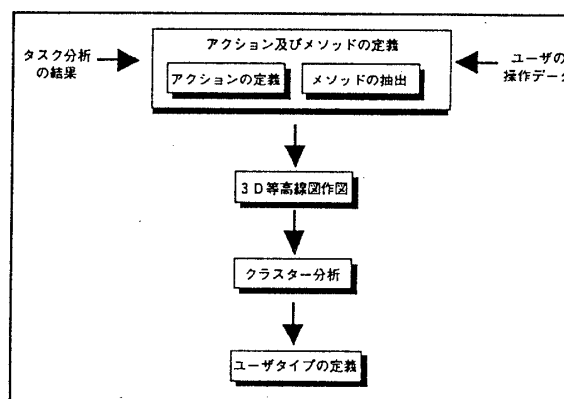 アクション及びメソッドの定義
タスク分析
の結果
アクションの定義
メソッドの抽出
ユーザの
操作データ
3D等高線図作図
クラスター分析
ユーザタイプの定義